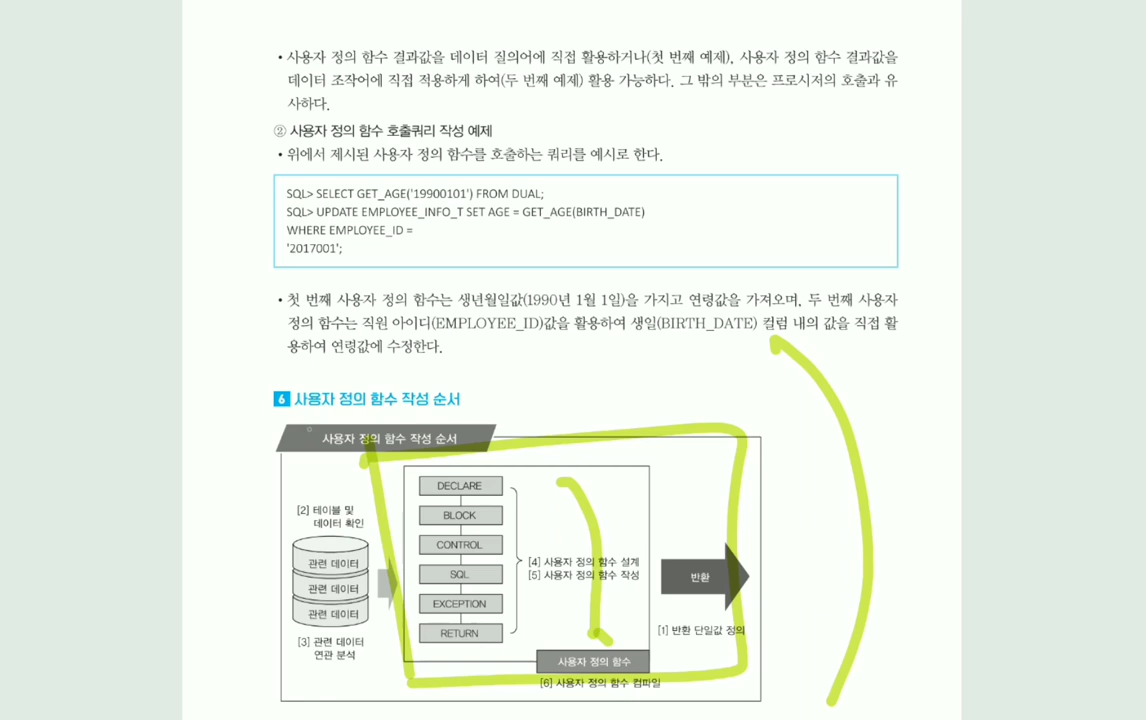 • 사용자 정의 함수 결과값을 데이터 질의어에 직접 활용하거나(첫 번째 예제), 사용자 정의 함수 결과값을
데이터 조작어에 직접 적용하게 하여(두 번째 예제) 활용 가능하다. 그 밖의 부분은 프로시저의 호출과 유
사하다.
② 사용자 정의 함수 호출쿼리 작성 예제
• 위에서 제시된 사용자 정의 함수를 호출하는 쿼리를 예시로 한다.
SQL> SELECT GET_AGE('19900101') FROM DUAL;
SQL> UPDATE EMPLOYEE_INFO_T SET AGE = GET_AGE(BIRTH_DATE)
WHERE EMPLOYEE_ID =
'2017001';
• 첫 번째 사용자 정의 함수는 생년월일값(1990년 1월 1일)을 가지고 연령값을 가져오며, 두 번째 사용자
정의 함수는 직원 아이디(EMPLOYEE_ID)값을 활용하여 생일(BIRTH_DATE) 컬럼 내의 값을 직접 활
용하여 연령값에 수정한다.
6 사용자 정의 함수 작성 순서
사용자 정의 함수 작성 순서
[2] 테이블 및
데이터 확인
관련 데이터
관련 데이터
관련 데이터
[3] 관련 데이터
연관 분석
DECLARE
BLOCK
CONTROL
SQL
EXCEPTION
RETURN
[4] 사용자 정의 함수 설계
[5] 사용자 정의 함수 작성
사용자 정의 함수
[6] 사용자 정의 함수 컴파일
반환
[1] 반환 단일값 정의